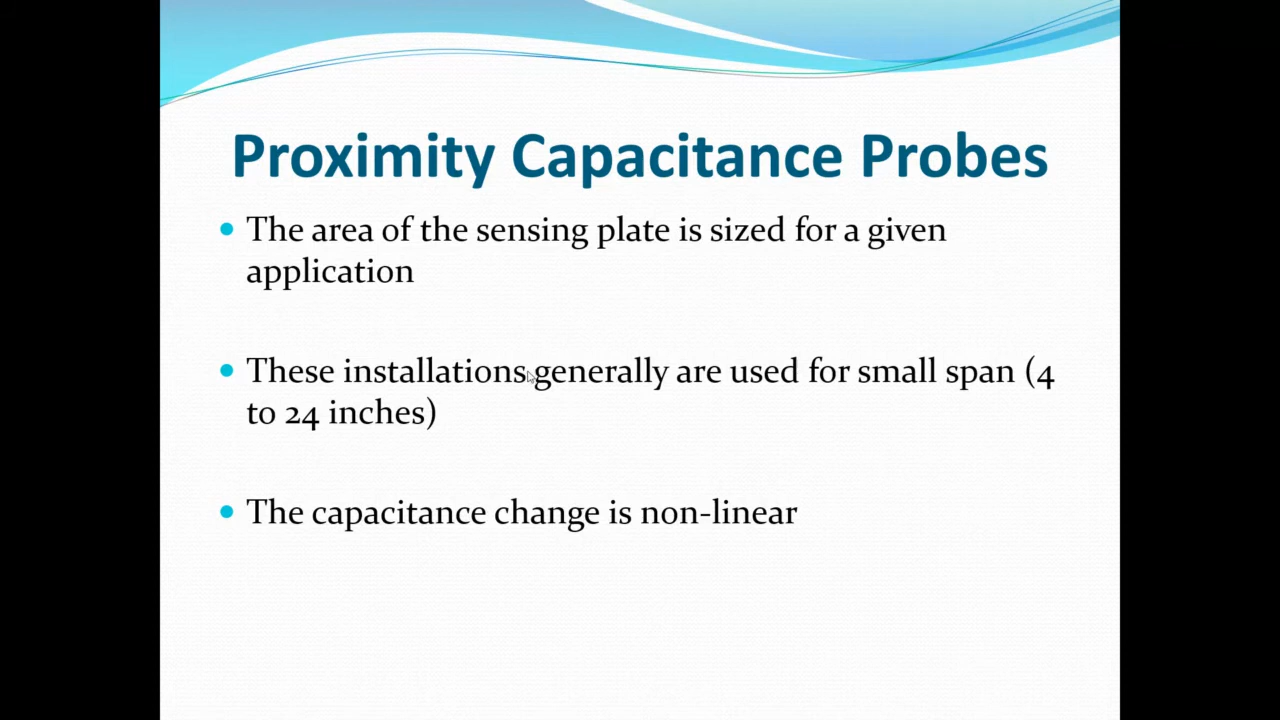 Proximity Capacitance Probes
• The area of the sensing plate is sized for a given
application
• These installations generally are used for small span (4
to 24 inches)
• The capacitance change is non-linear